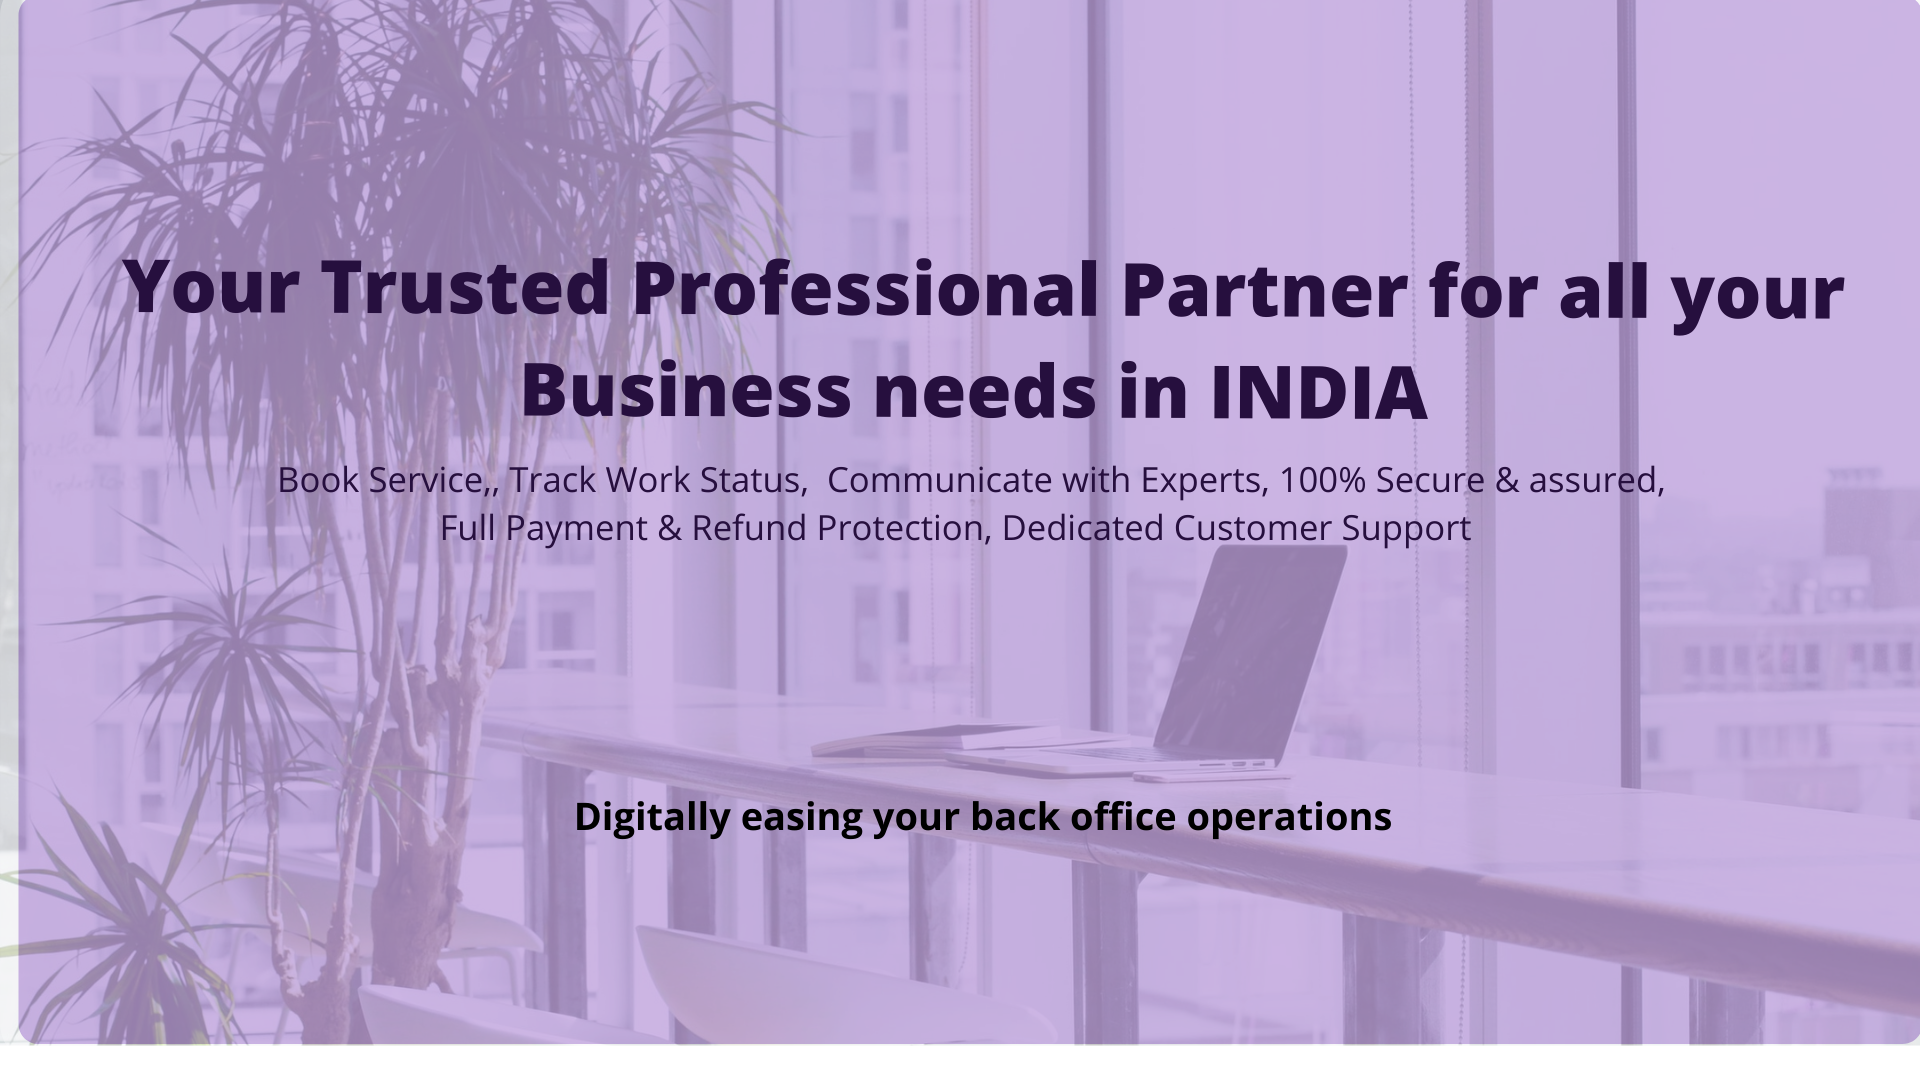 Your Trusted Professional Partner for all your
Business needs in INDIA
Book Service,, Track Work Status,  Communicate with Experts, 100% Secure & assured,
Full Payment & Refund Protection, Dedicated Customer Support
Digitally easing your back office operations